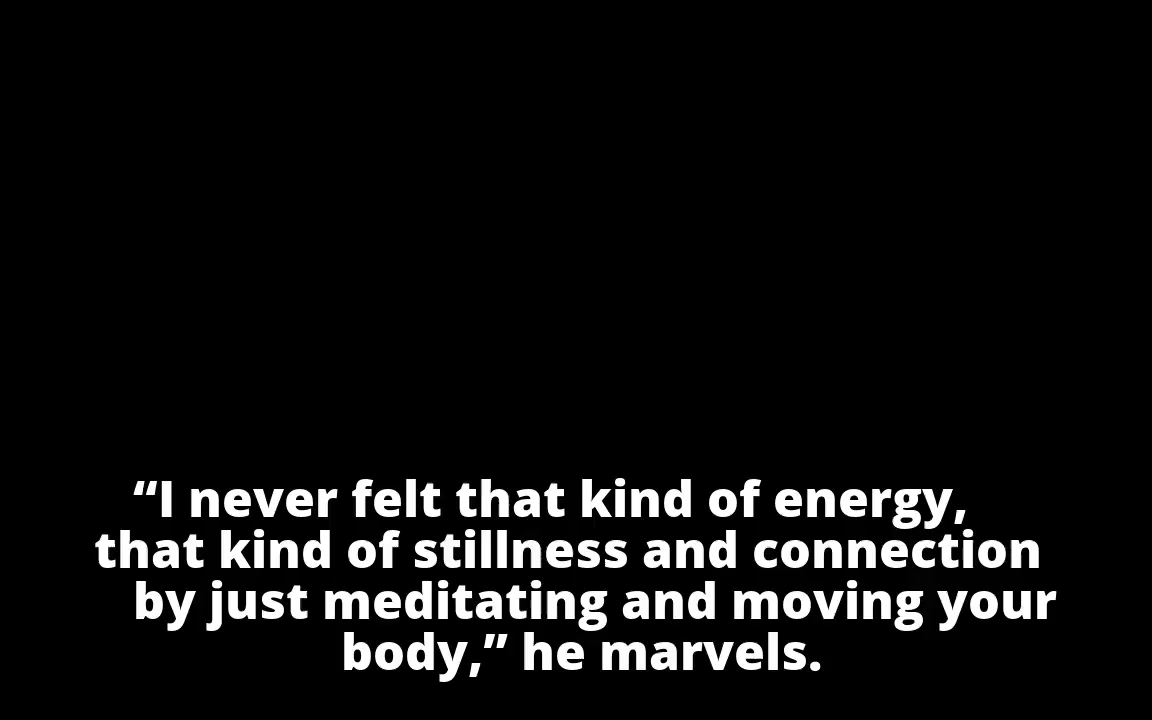 “I never felt that kind of energy,
that kind of stillness and connection
by just meditating and moving your
body,” he marvels.